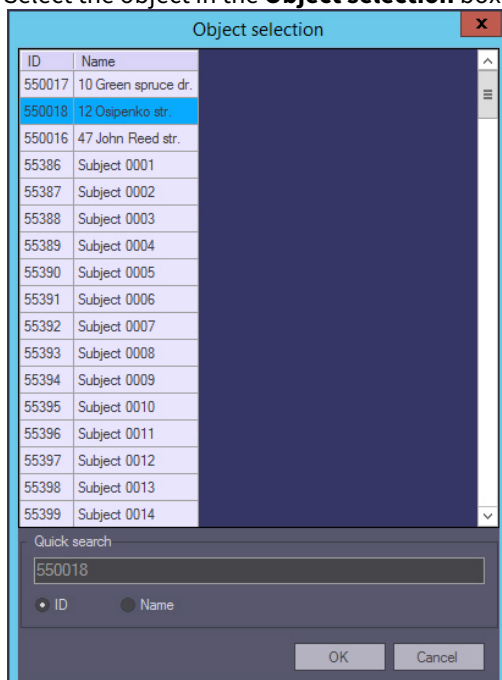 Select the object in the Object selection box
Object selection
x
ID Name
550017 10 Green spruce dr.
550018 12 Osipenko str.
550016 47 John Reed str.
55386 Subject 0001
55387 Subject 0002
55388 Subject 0003
55389 Subject 0004
55390 Subject 0005
55391 Subject 0006
55392 Subject 0007
55393 Subject 0008
55394 Subject 0009
55395 Subject 0010
55396 Subject 0011
55397 Subject 0012
55398 Subject 0013
55399 Subject 0014
Quick search
550018
ID Name
OK Cancel